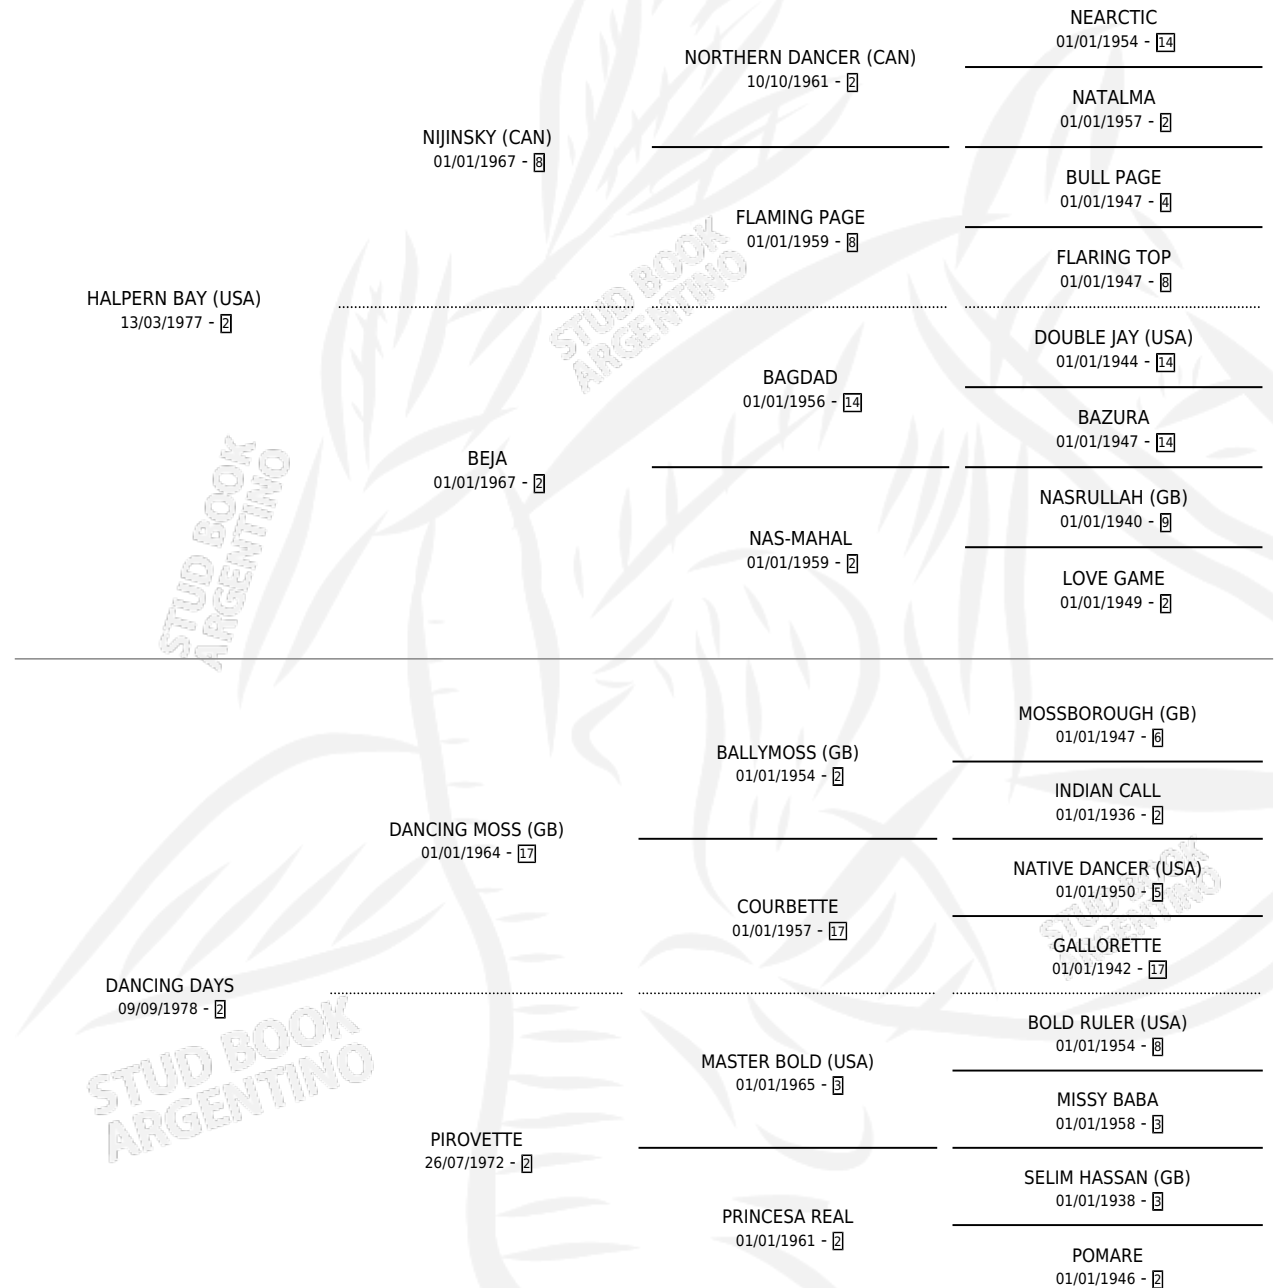 NEARCTIC
01/01/1954 - 14
NORTHERN DANCER (CAN)
10/10/1961 - 2
NATALMA
01/01/1957 - 2
NIJINSKY (CAN)
01/01/1967 - 8
BULL PAGE
01/01/1947 - 4
FLAMING PAGE
01/01/1959 - 8
FLARING TOP
01/01/1947 - 8
HALPERN BAY (USA)
13/03/1977 - 2
DOUBLE JAY (USA)
01/01/1944 - 14
BAGDAD
01/01/1956 - 14
BAZURA
01/01/1947 - 14
BEJA
01/01/1967 - 2
NASRULLAH (GB)
01/01/1940 - 9
NAS-MAHAL
01/01/1959 - 2
LOVE GAME
01/01/1949 - 2
MOSSBOROUGH (GB)
01/01/1947 - 6
BALLYMOSS (GB)
01/01/1954 - 2
INDIAN CALL
01/01/1936 - 2
DANCING MOSS (GB)
01/01/1964 - 17
NATIVE DANCER (USA)
01/01/1950 - 5
COURBETTE
01/01/1957 - 17
GALLORETTE
01/01/1942 - 17
DANCING DAYS
09/09/1978 - 2
BOLD RULER (USA)
01/01/1954 - 8
MASTER BOLD (USA)
01/01/1965 - 3
MISSY BABA
01/01/1958 - 3
PIROVETTE
26/07/1972 - 2
SELIM HASSAN (GB)
01/01/1938 - 3
PRINCESA REAL
01/01/1961 - 2
POMARE
01/01/1946 - 2
STUD BOOK
ARGENTINO
STUD BOOK
ARGENTINO
STUD BOOK
ARGENTINO
STUD BOOK
ARGENTINO